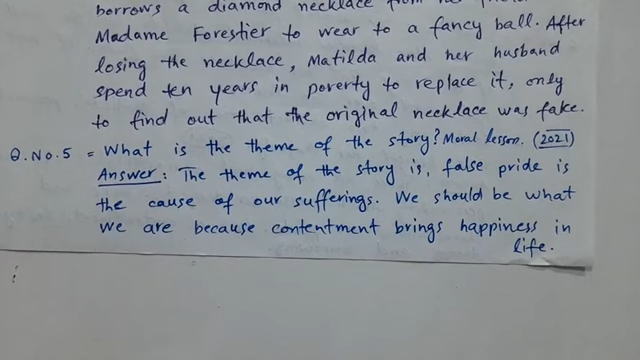 borrows a diamond necklace from her
Madame Forestier to wear to a fancy ball. After
losing the necklace, Matilda and her husband
spend ten years in poverty to replace it, only
to find out that the original necklace was fake.
Q.No.5 = What is the theme of the story? Moral lesson. (2021)
Answer: The theme of the story is, false pride is
the cause of our sufferings. We should be what
we are because contentment brings happiness in
life.